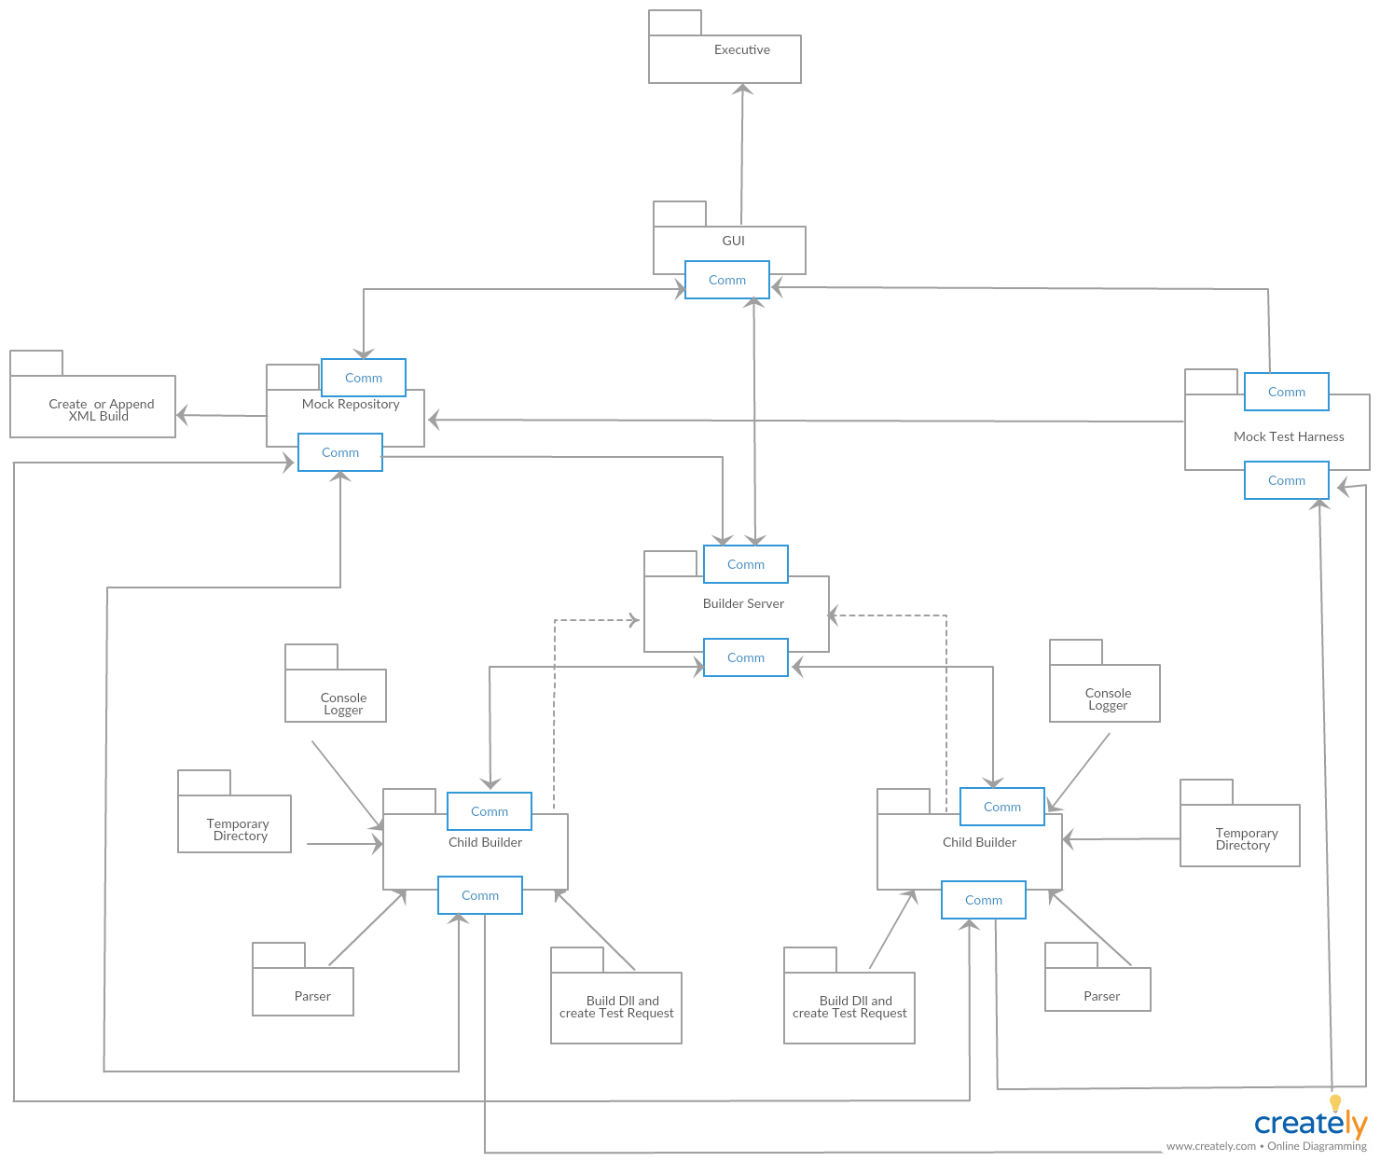 Executive
GUI
Comm
Comm
Create  or Append
XML Build
Mock Repository
Comm
Comm
Mock Test Harness
Comm
Comm
Builder Server
Comm
Console
Logger
Console
Logger
Temporary
Directory
Comm
Child Builder
Comm
Comm
Child Builder
Comm
Temporary
Directory
Parser
Build Dll and
create Test Request
Build Dll and
create Test Request
Parser
creately
www.creately.com • Online Diagramming